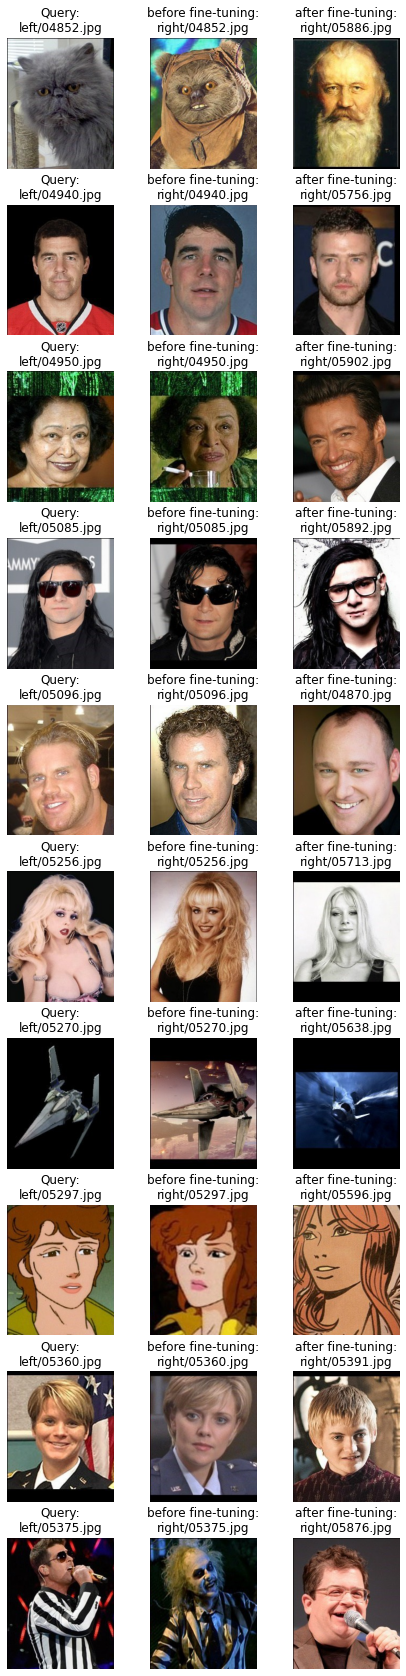 Query:
left/04852.jpg
before fine-tuning:
right/04852.jpg
after fine-tuning:
right/05886.jpg
Query:
left/04940.jpg
before fine-tuning:
right/04940.jpg
after fine-tuning:
right/05756.jpg
Query:
left/04950.jpg
before fine-tuning:
right/04950.jpg
after fine-tuning:
right/05902.jpg
Query:
left/05085.jpg
before fine-tuning:
right/05085.jpg
after fine-tuning:
right/05892.jpg
AMMY
DS
Query:
left/05096.jpg
before fine-tuning:
right/05096.jpg
after fine-tuning:
right/04870.jpg
Query:
left/05256.jpg
before fine-tuning:
right/05256.jpg
after fine-tuning:
right/05713.jpg
Query:
left/05270.jpg
before fine-tuning:
right/05270.jpg
after fine-tuning:
right/05638.jpg
Query:
left/05297.jpg
before fine-tuning:
right/05297.jpg
after fine-tuning:
right/05596.jpg
Query:
left/05360.jpg
before fine-tuning:
right/05360.jpg
after fine-tuning:
right/05391.jpg
Query:
left/05375.jpg
before fine-tuning:
right/05375.jpg
after fine-tuning:
right/05876.jpg